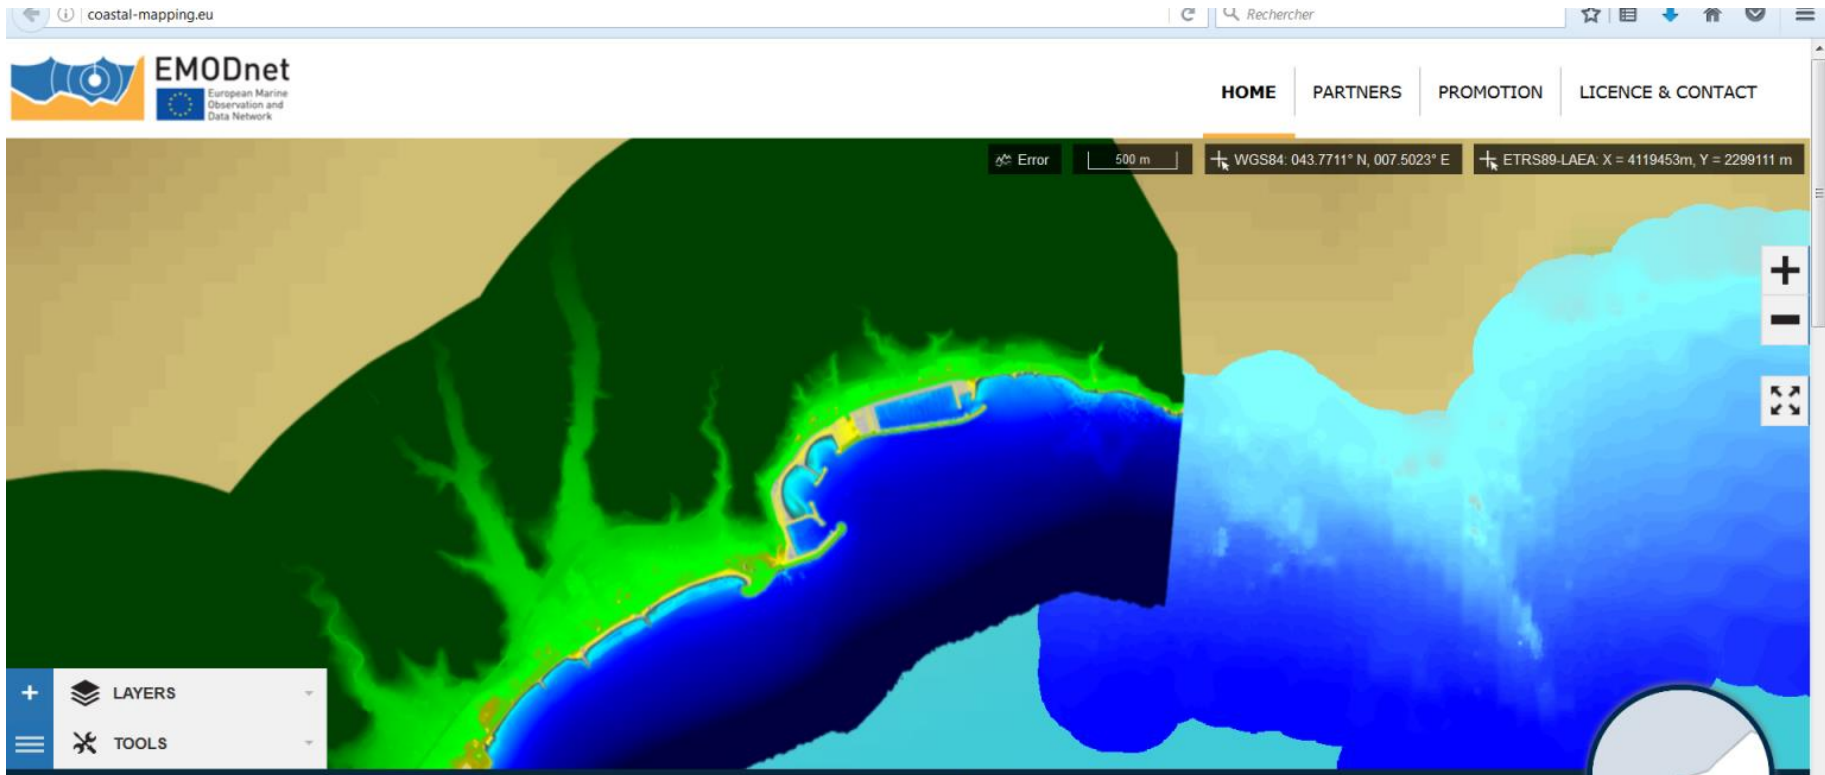 coastal-mapping.eu
Rechercher
EMODnet
European Marine
Observation and
Data Network
HOME
PARTNERS
PROMOTION
LICENCE & CONTACT
Error
500 m
WGS84: 043.7711° N, 007.5023° E
ETRS89-LAEA: X = 4119453m, Y = 2299111 m
LAYERS
TOOLS